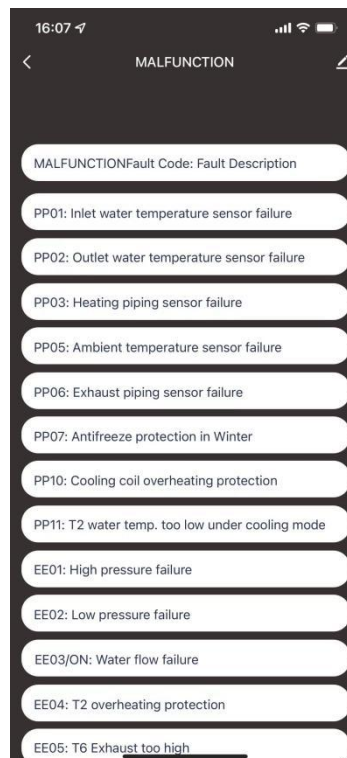 16:07
MALFUNCTION
MALFUNCTIONFault Code: Fault Description
PP01: Inlet water temperature sensor failure
PP02: Outlet water temperature sensor failure
PP03: Heating piping sensor failure
PP05: Ambient temperature sensor failure
PP06: Exhaust piping sensor failure
PP07: Antifreeze protection in Winter
PP10: Cooling coil overheating protection
PP11: T2 water temp. too low under cooling mode
EE01: High pressure failure
EE02: Low pressure failure
EE03/ON: Water flow failure
EE04: T2 overheating protection
EE05: T6 Exhaust too high